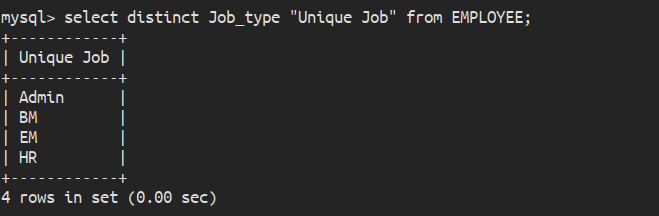 mysql> select distinct Job_type "Unique Job" from EMPLOYEE;
+------------+
| Unique Job |
+------------+
| Admin      |
| BM         |
| EM         |
| HR         |
+------------+
4 rows in set (0.00 sec)